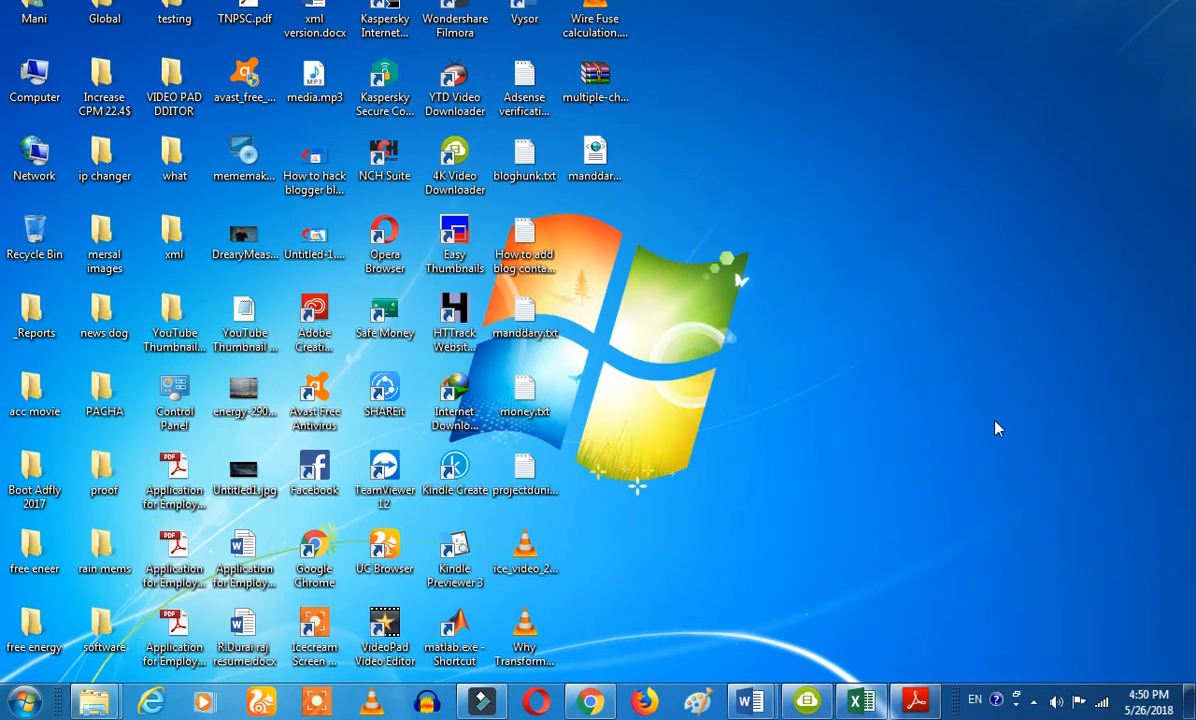 Mani
Global
testing
TNPSC.pdf
xml
version.docx
Kaspersky
Internet...
Wondershare
Filmora
Vysor
Wire Fuse
calculation....
Computer
Increase
CPM 22.4$
VIDEO PAD
DDITOR
avast_free_...
media.mp3
Kaspersky
Secure Co...
YTD Video
Downloader
Adsense
verificati...
multiple-ch...
Network
ip changer
what
mememak...
How to hack
blogger bl...
NCH Suite
4K Video
Downloader
bloghunk.txt
manddar...
Recycle Bin
mersal
images
xml
DrearyMeas...
Untitled-1....
Opera
Browser
Easy
Thumbnails
How to add
blog conta...
_Reports
news dog
YouTube
Thumbnail...
YouTube
Thumbnail ...
Adobe
Creati...
Safe Money
HTTrack
Websit...
manddary.txt
acc movie
PACHA
Control
Panel
energy-290...
Avast Free
Antivirus
SHAREit
Internet
Downlo...
money.txt
Boot Adfly
2017
proof
Application
for Employ...
Untitled1.jpg
Facebook
TeamViewer
12
Kindle Create
projectduni...
free eneer
rain mems
Application
for Employ...
Application
for Employ...
Google
Chrome
UC Browser
Kindle
Previewer 3
ice_video_2...
free energy
software
Application
for Employ...
R.Durai raj
resume.docx
Icecream
Screen ...
VideoPad
Video Editor
matlab.exe -
Shortcut
Why
Transform...
EN
4:50 PM
5/26/2018